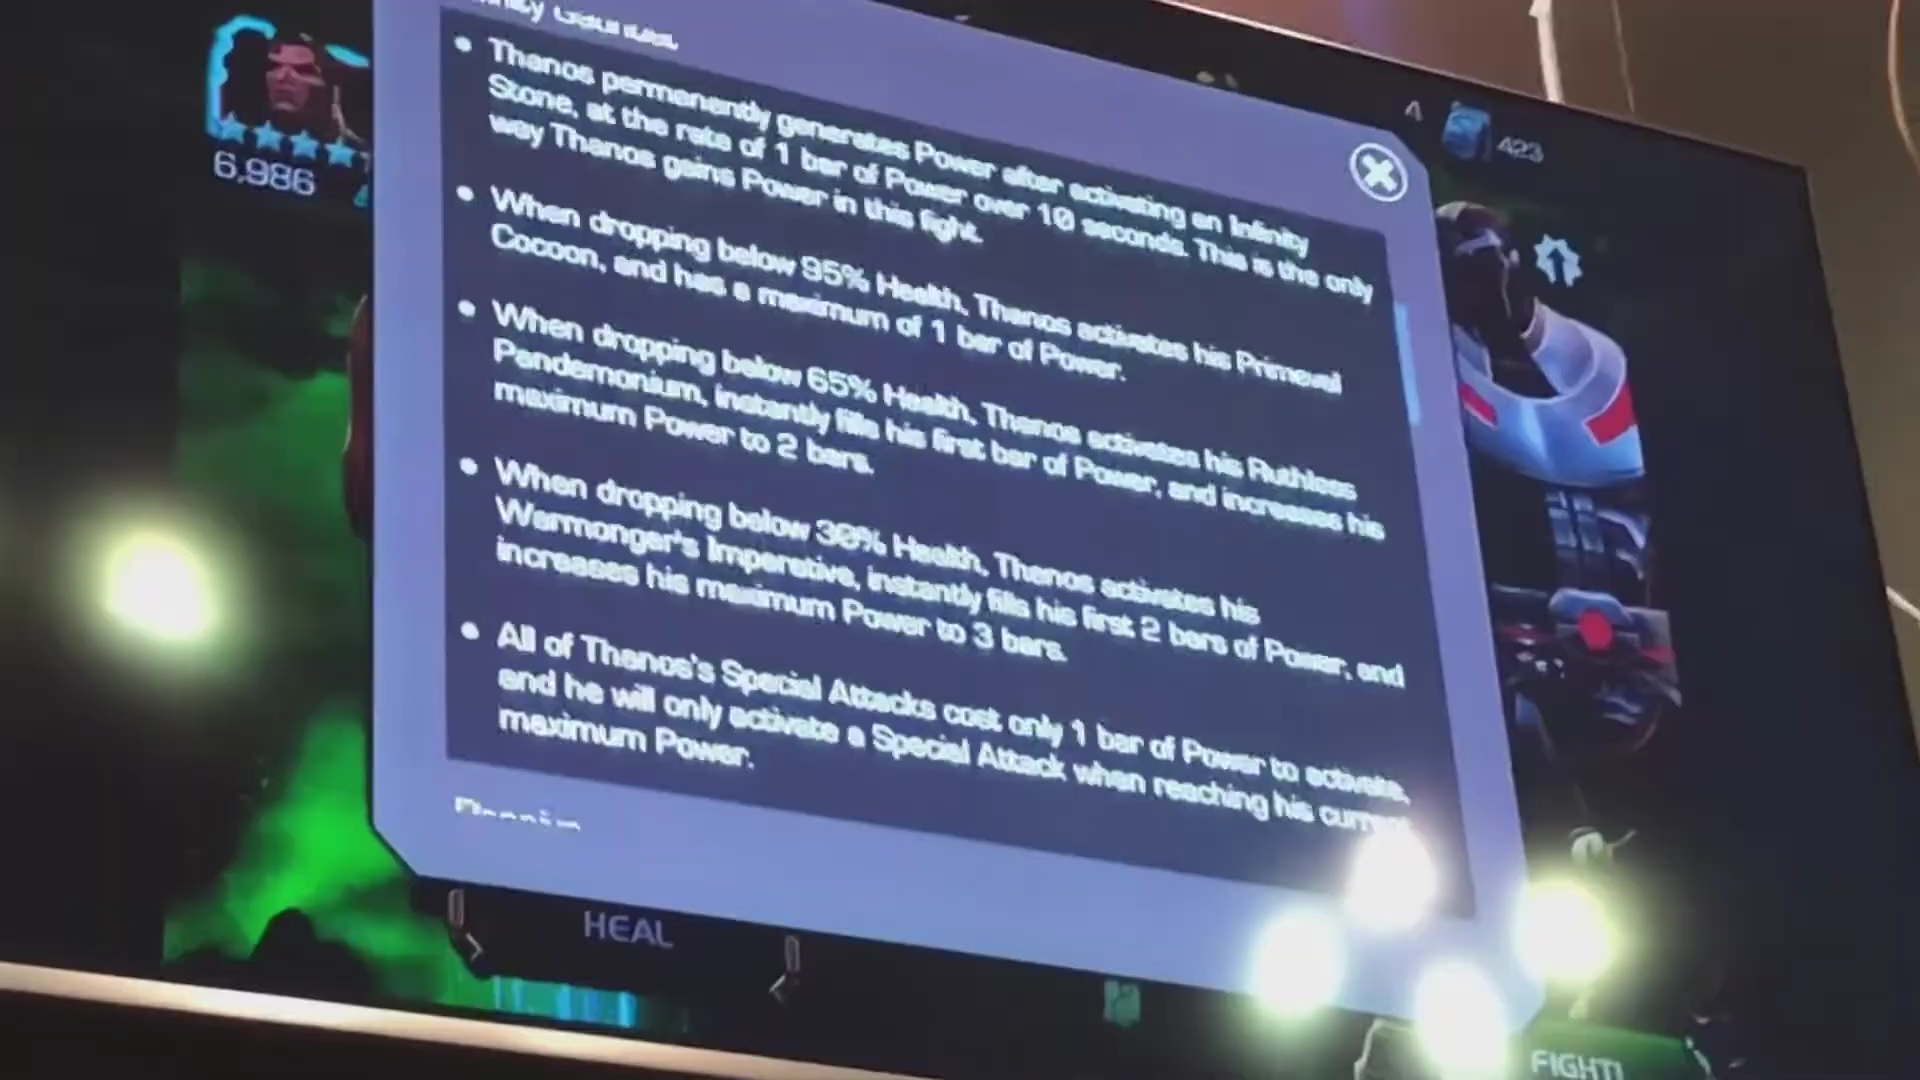 Thanos permanently generates Power after activating an Infinity
Stone, at the rate of 1 bar of Power over 10 seconds. This is the only
way Thanos gains Power in this fight.
When dropping below 95% Health, Thanos activates his Primeval
Cocoon, and has a maximum of 1 bar of Power.
When dropping below 65% Health, Thanos activates his Ruthless
Pandemonium, instantly fills his first bar of Power, and increases his
maximum Power to 2 bars.
When dropping below 30% Health, Thanos activates his
Warmonger's Imperative, instantly fills his first 2 bars of Power, and
increases his maximum Power to 3 bars.
All of Thanos's Special Attacks cost only 1 bar of Power to activate,
and he will only activate a Special Attack when reaching his current
maximum Power.
6,986
4
423
HEAL
FIGHT!